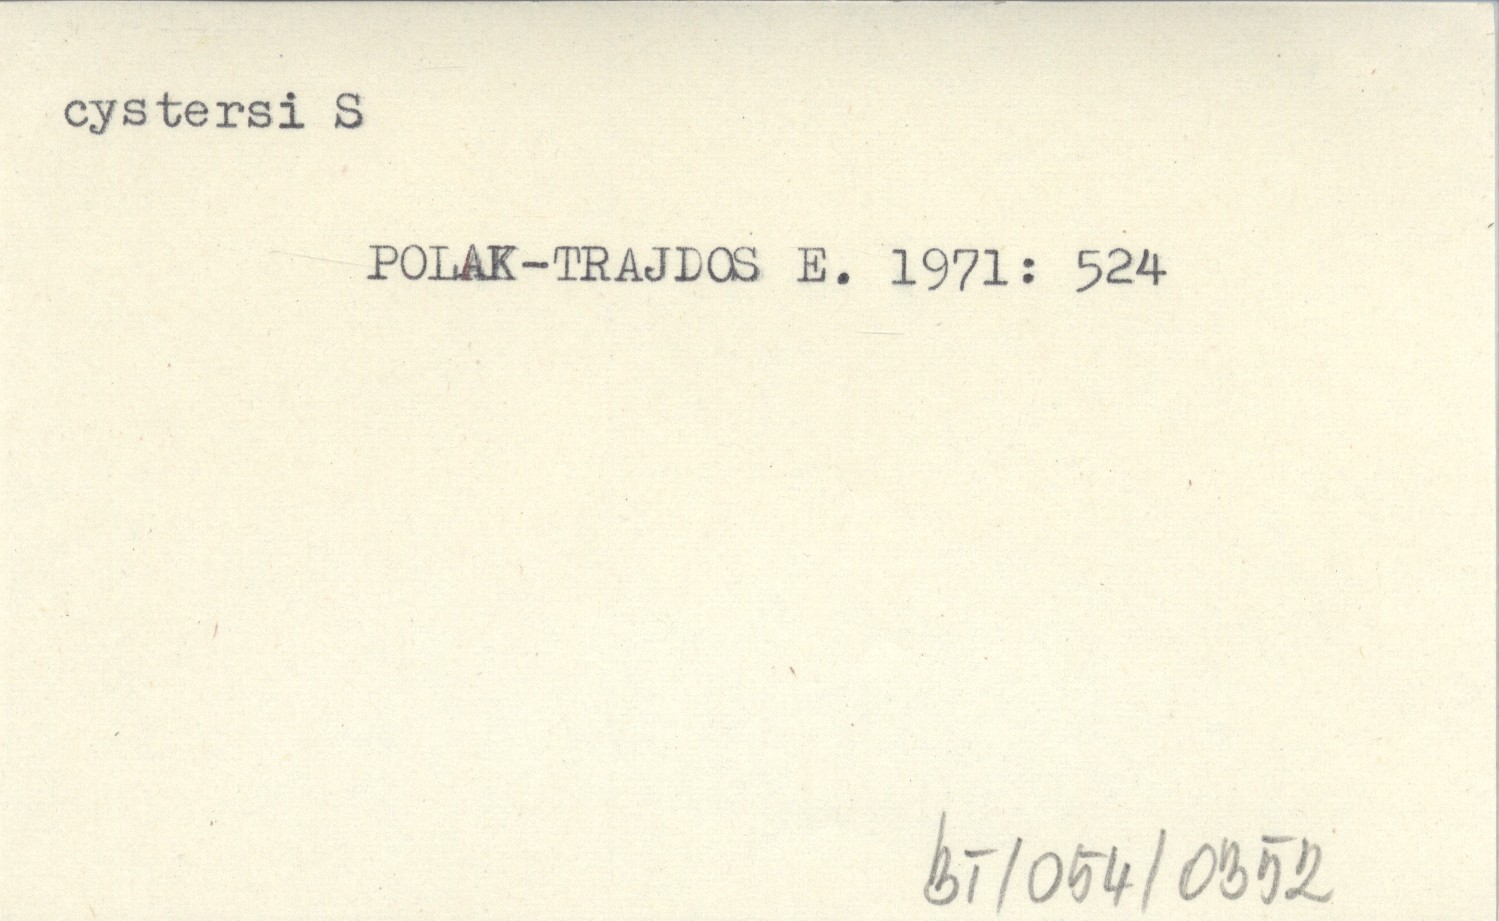 cystersi S
POLAK-TRAJDOS E. 1971: 524
BT/054/0352